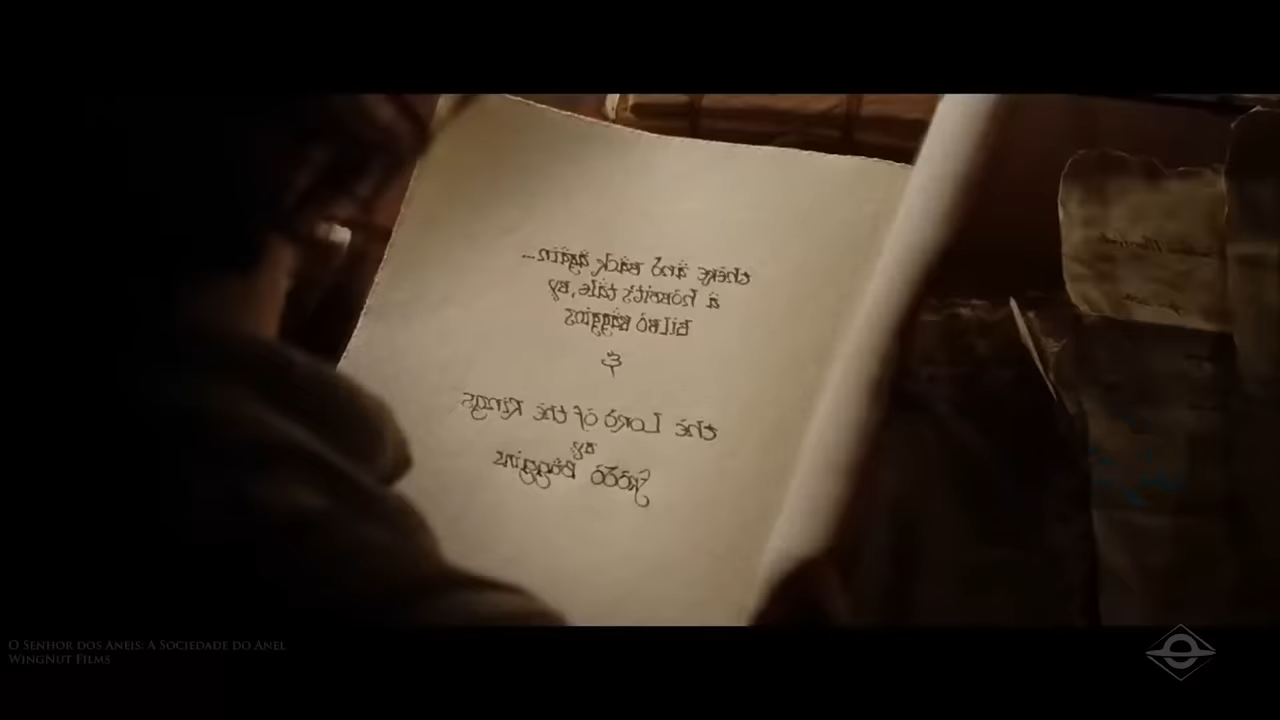 there and back again...
a hobbit's tale, by
Bilbo Baggins
&
the Lord of the Rings
by
Frodo Baggins
O Senhor dos Aneis: A Sociedade do Anel
WingNut Films